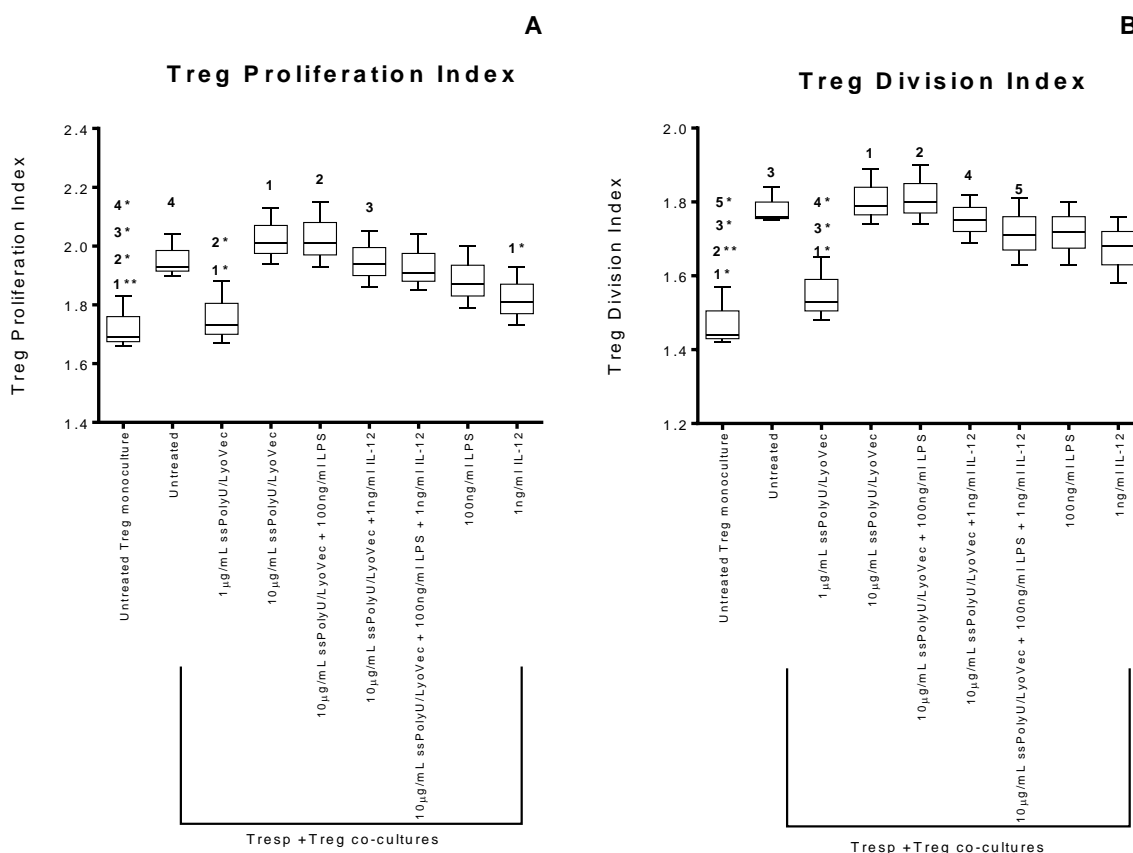 A
Treg Proliferation Index
Treg Proliferation Index
2.4
2.2
2.0
1.8
1.6
1.4
4*
3*
2*
1**
4
2*
1*
1
2
3
1*
Untreated Treg monoculture
Untreated
1µg/mL ssPolyU/LyoVec
10µg/mL ssPolyU/LyoVec
10µg/mL ssPolyU/LyoVec + 100ng/ml LPS
10µg/mL ssPolyU/LyoVec +1ng/ml IL-12
10µg/mL ssPolyU/LyoVec + 100ng/ml LPS + 1ng/ml IL-12
100ng/ml LPS
1ng/ml IL-12
Tresp +Treg co-cultures
B
Treg Division Index
Treg Division Index
2.0
1.8
1.6
1.4
1.2
5*
3*
2**
1*
3
4*
3*
1*
1
2
4
5
Untreated Treg monoculture
Untreated
1µg/mL ssPolyU/LyoVec
10µg/mL ssPolyU/LyoVec
10µg/mL ssPolyU/LyoVec + 100ng/ml LPS
10µg/mL ssPolyU/LyoVec +1ng/ml IL-12
10µg/mL ssPolyU/LyoVec + 100ng/ml LPS + 1ng/ml IL-12
100ng/ml LPS
1ng/ml IL-12
Tresp +Treg co-cultures